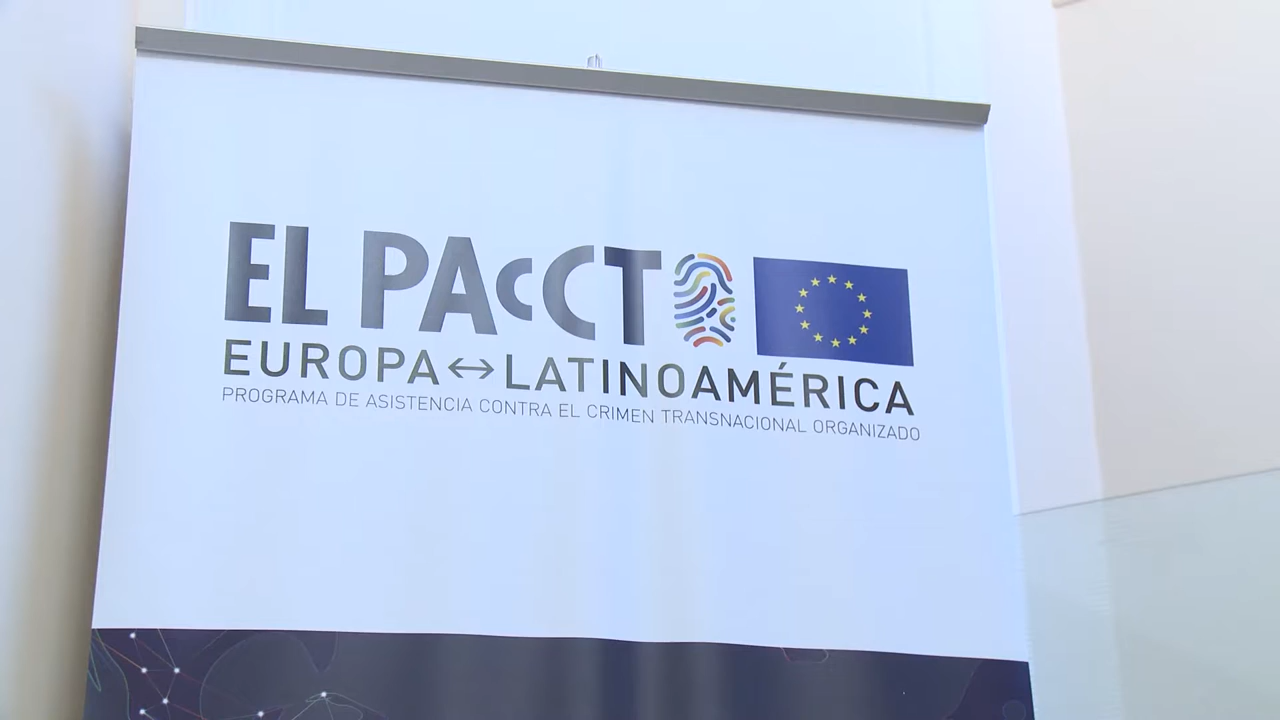 EL PAcCTO
EUROPA↔LATINOAMÉRICA
PROGRAMA DE ASISTENCIA CONTRA EL CRIMEN TRANSNACIONAL ORGANIZADO